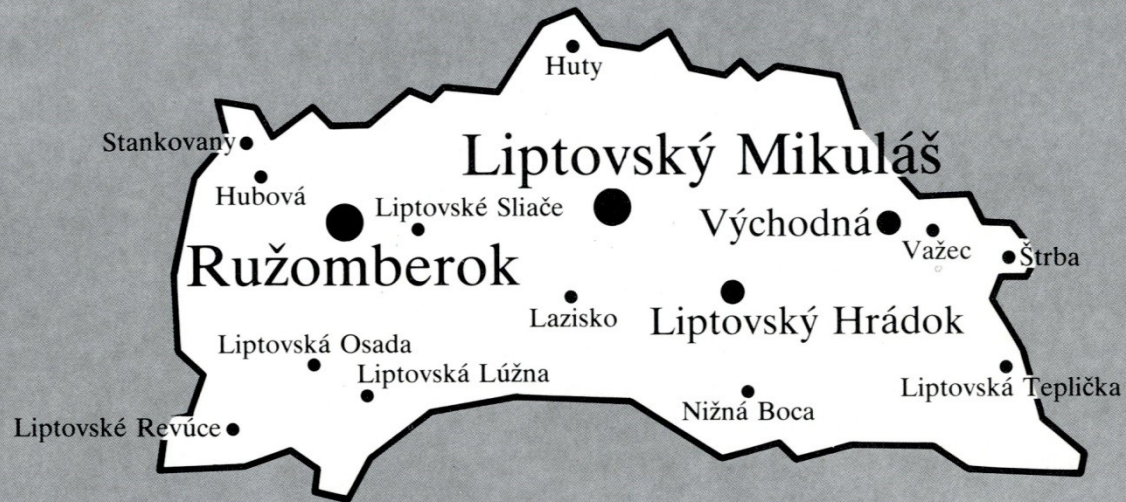 Huty
Stankovany
Liptovský Mikuláš
Hubová
Liptovské Sliače
Východná
Važec
Štrba
Ružomberok
Lazisko
Liptovský Hrádok
Liptovská Osada
Liptovská Lúžna
Liptovská Teplička
Nižná Boca
Liptovské Revúce